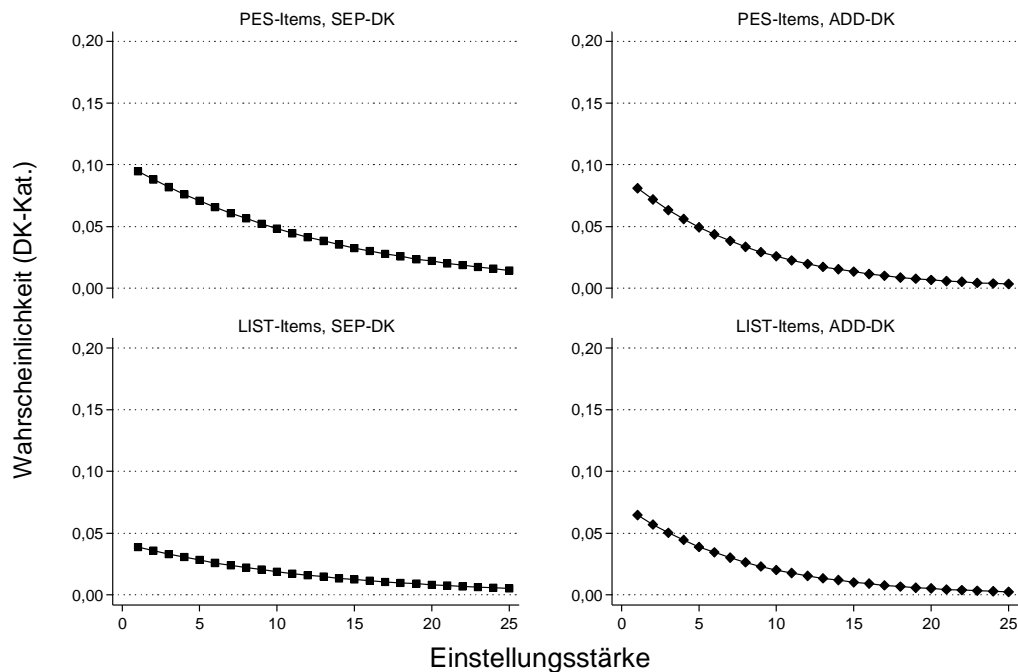 PES-Items, SEP-DK
PES-Items, ADD-DK
0,20
0,15
0,10
0,05
0,00
0,20
0,15
0,10
0,05
0,00
LIST-Items, SEP-DK
LIST-Items, ADD-DK
0,20
0,15
0,10
0,05
0,00
0,20
0,15
0,10
0,05
0,00
0 5 10 15 20 25
0 5 10 15 20 25
Wahrscheinlichkeit (DK-Kat.)
Einstellungsstärke